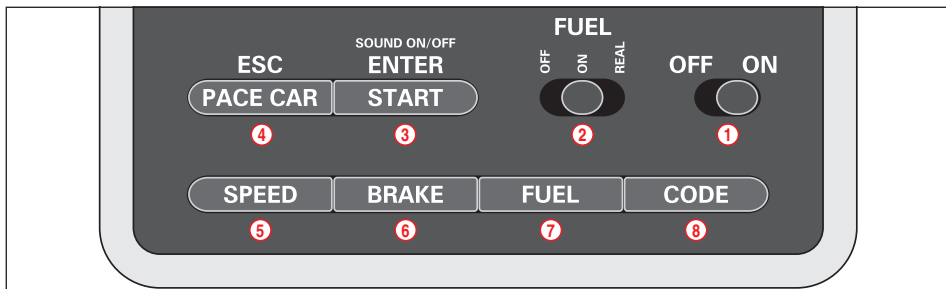 FUEL
SOUND ON/OFF
OFF ON REAL
ESC ENTER OFF ON
PACE CAR START
4 3 2 1
SPEED BRAKE FUEL CODE
5 6 7 8